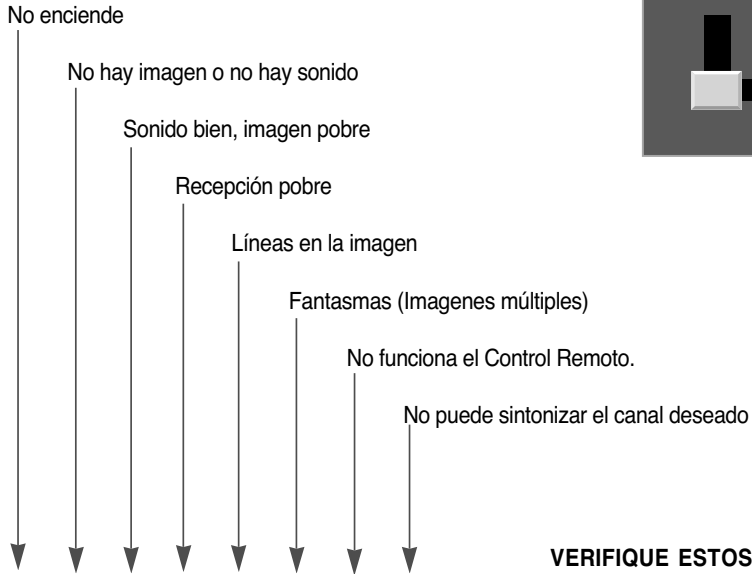 No enciende
No hay imagen o no hay sonido
Sonido bien, imagen pobre
Recepción pobre
Líneas en la imagen
Fantasmas (Imagenes múltiples)
No funciona el Control Remoto.
No puede sintonizar el canal deseado
VERIFIQUE ESTOS